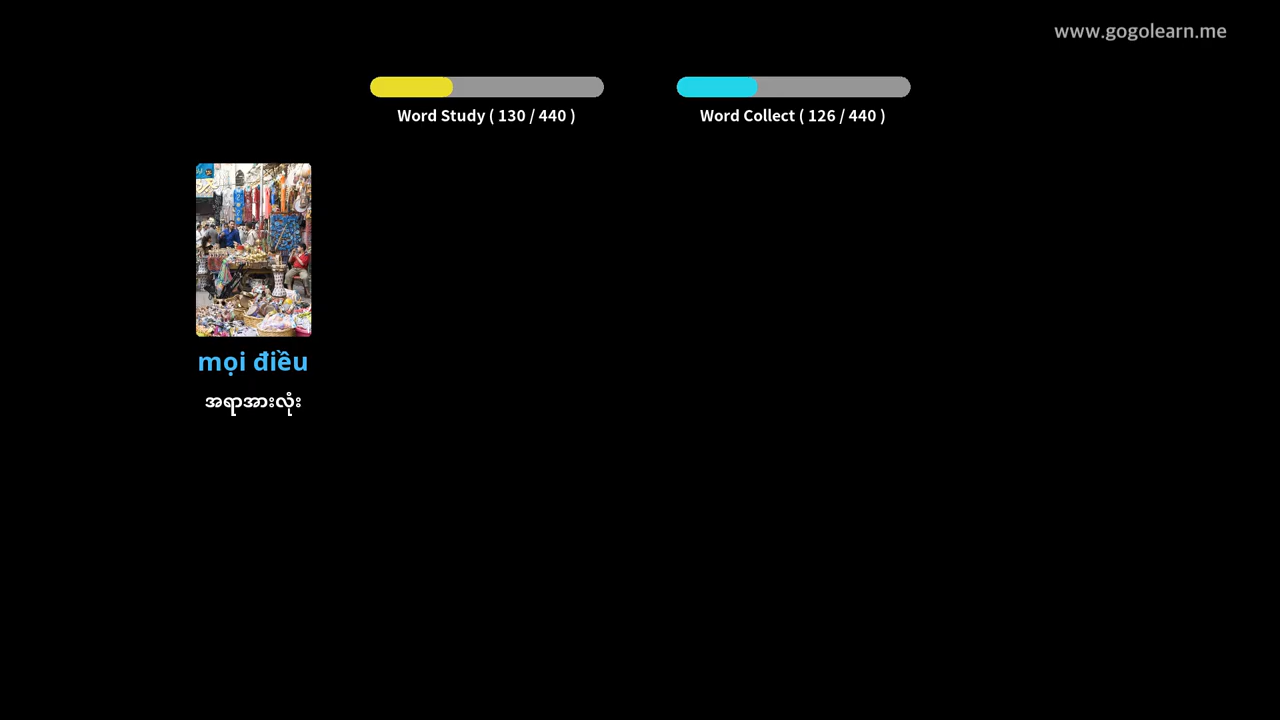 www.gogolearn.me
Word Study ( 130 / 440 )
Word Collect ( 126 / 440 )
mọi điều
အရာအားလုံး